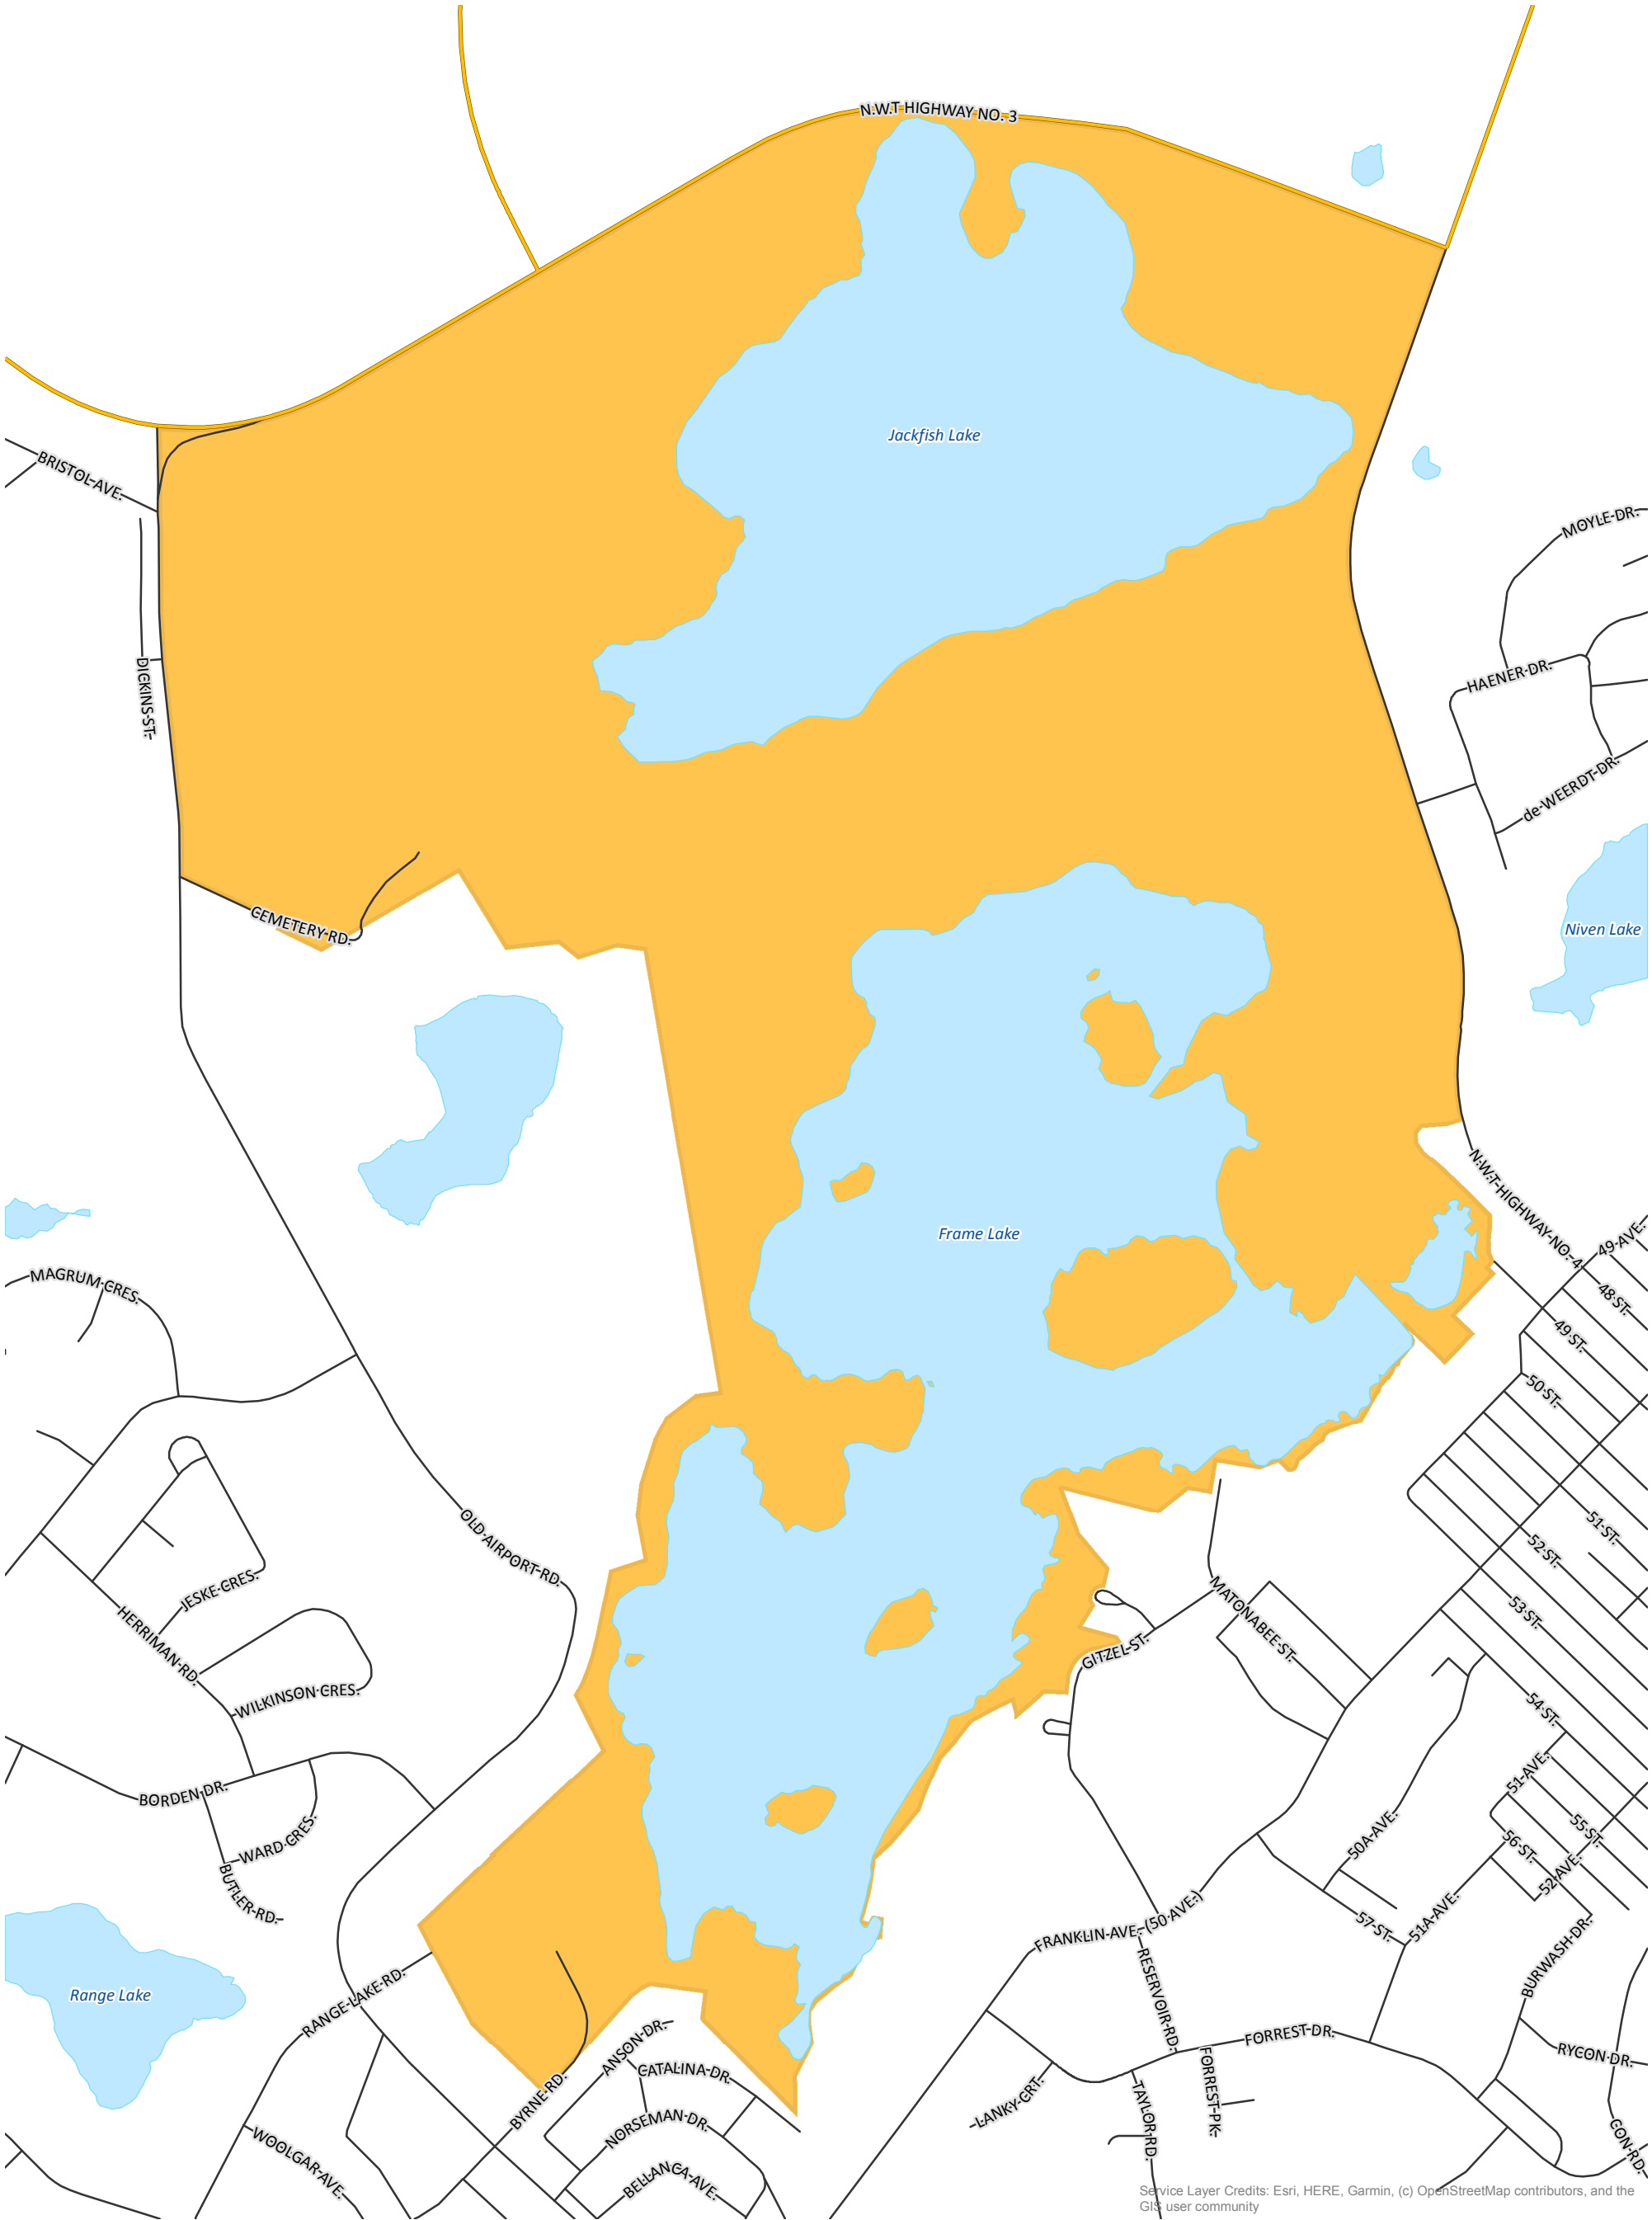 N.W.T HIGHWAY NO. 3
Jackfish Lake
BRISTOL AVE.
MOYLE DR.
DICKINS ST.
HAENER DR.
de WEERDT DR.
CEMETERY RD.
Niven Lake
N.W.T HIGHWAY NO. 4
Frame Lake
49 AVE.
MAGRUM CRES.
48 ST.
49 ST.
50 ST.
OLD AIRPORT RD.
51 ST.
52 ST.
JESKE CRES.
MATONABEE ST.
53 ST.
HERRIMAN RD.
GITZEL ST.
WILKINSON CRES.
54 ST.
BORDEN DR.
51 AVE.
WARD CRES.
50A AVE.
55 ST.
56 ST.
52 AVE.
BUTLER RD.
FRANKLIN AVE. (50 AVE.)
57 ST.
51A AVE.
BURWASH DR.
Range Lake
RANGE LAKE RD.
RESERVOIR RD.
FORREST DR.
ANSON DR.
RYCON DR.
CATALINA DR.
FORREST PK.
BYRNE RD.
LANKY CRT.
TAYLOR RD.
NORSEMAN DR.
CON RD.
WOOLGAR AVE.
BELLANCA AVE.
Service Layer Credits: Esri, HERE, Garmin, (c) OpenStreetMap contributors, and the
GIS user community